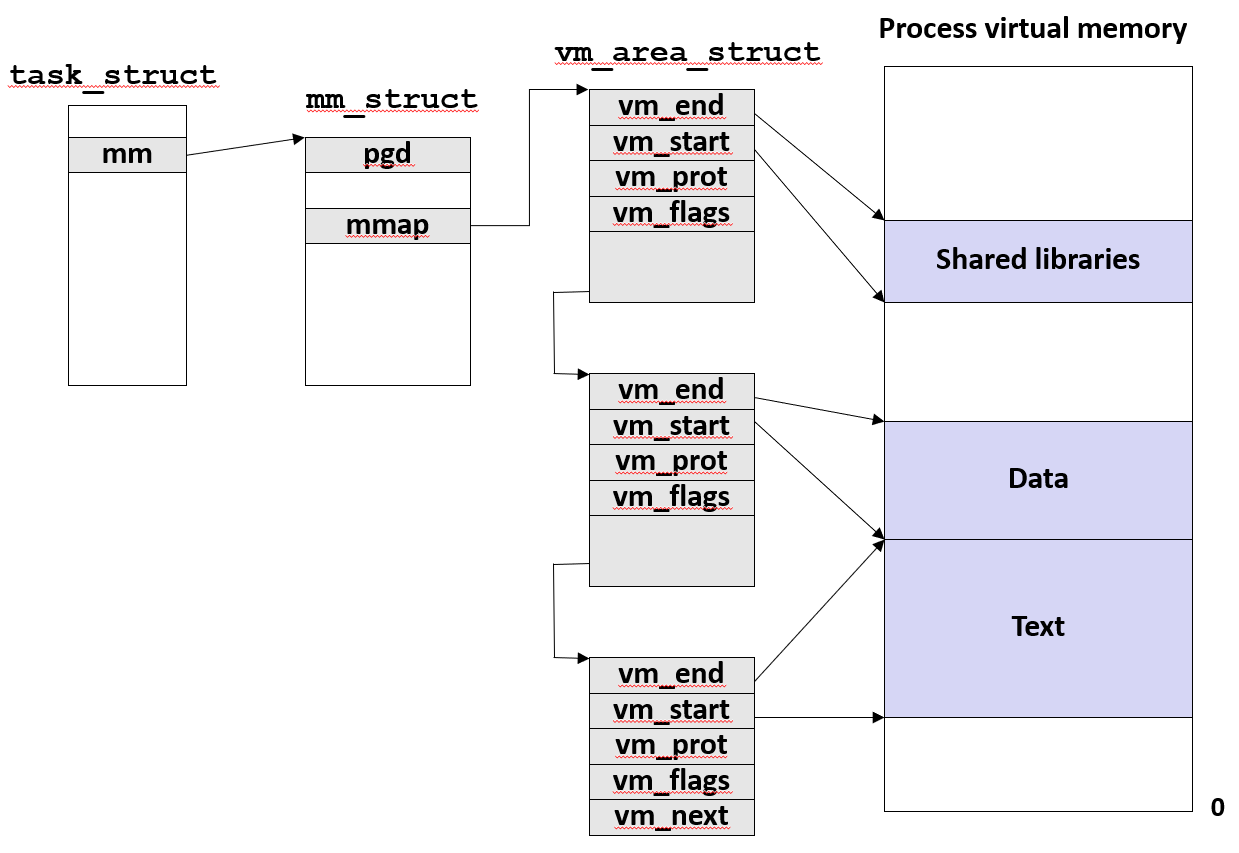 Process virtual memory
task_struct
mm
mm_struct
pgd
mmap
vm_area_struct
vm_end
vm_start
vm_prot
vm_flags
vm_end
vm_start
vm_prot
vm_flags
vm_end
vm_start
vm_prot
vm_flags
vm_next
Shared libraries
Data
Text
0